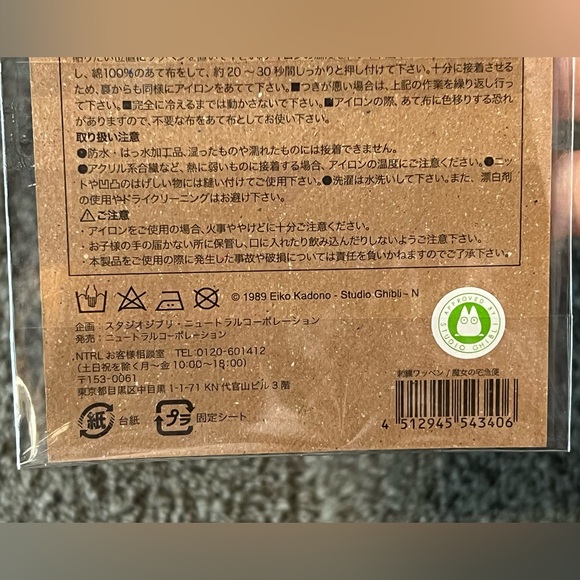 し、綿100%のあて布をして、約20～30秒間しっかりと押し付けて下さい。十分に接着させる
ため、裏からも同様にアイロンをあてて下さい。■つきが悪い場合は、上記の作業を繰り返し行っ
て下さい。■完全に冷えるまでは動かさないで下さい。■アイロンの際、あて布に色移りする恐れ
がありますので、不要な布をあて布としてお使い下さい。
取り扱い注意
●防水・はっ水加工品、湿ったものや濡れたものには接着できません。
●アクリル系合繊など、熱に弱いものに接着する場合、アイロンの温度にご注意ください。●ニッ
トや凹凸のはげしい物には縫い付けてご使用下さい。●洗濯は水洗いして下さい。また、漂白剤
の使用やドライクリーニングはお避け下さい。
⚠ご注意
・アイロンをご使用の場合、火事ややけどに十分ご注意ください。
・お子様の手の届かない所に保管し、口に入れたり飲み込んだりしないようご注意下さい。
・本製品をご使用の際に発生した事故や破損については責任を負いかねますのでご了承下さい。
© 1989 Eiko Kadono - Studio Ghibli - N
APPROVED BY STUDIO GHIBLI
企画 : スタジオジブリ・ニュートラルコーポレーション
発売 : ニュートラルコーポレーション
NTRL お客様相談室 TEL:0120-601412
(土日祝を除く月～金 10:00～18:00)
〒153-0061
東京都目黒区中目黒 1-1-71 KN 代官山ビル 3 階
紙 台紙 プラ 固定シート
刺繍ワッペン / 魔女の宅急便
4 512945 543406